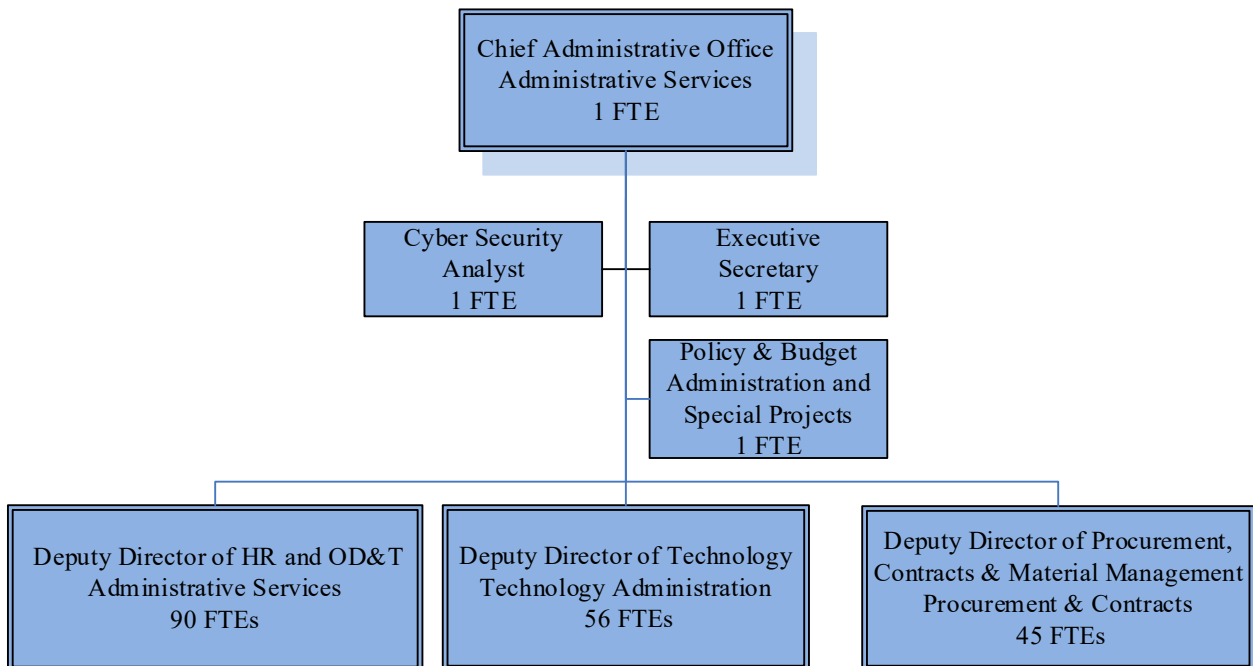 Chief Administrative Office
Administrative Services
1 FTE
Cyber Security
Analyst
1 FTE
Executive
Secretary
1 FTE
Policy & Budget
Administration and
Special Projects
1 FTE
Deputy Director of HR and OD&T
Administrative Services
90 FTEs
Deputy Director of Technology
Technology Administration
56 FTEs
Deputy Director of Procurement,
Contracts & Material Management
Procurement & Contracts
45 FTEs